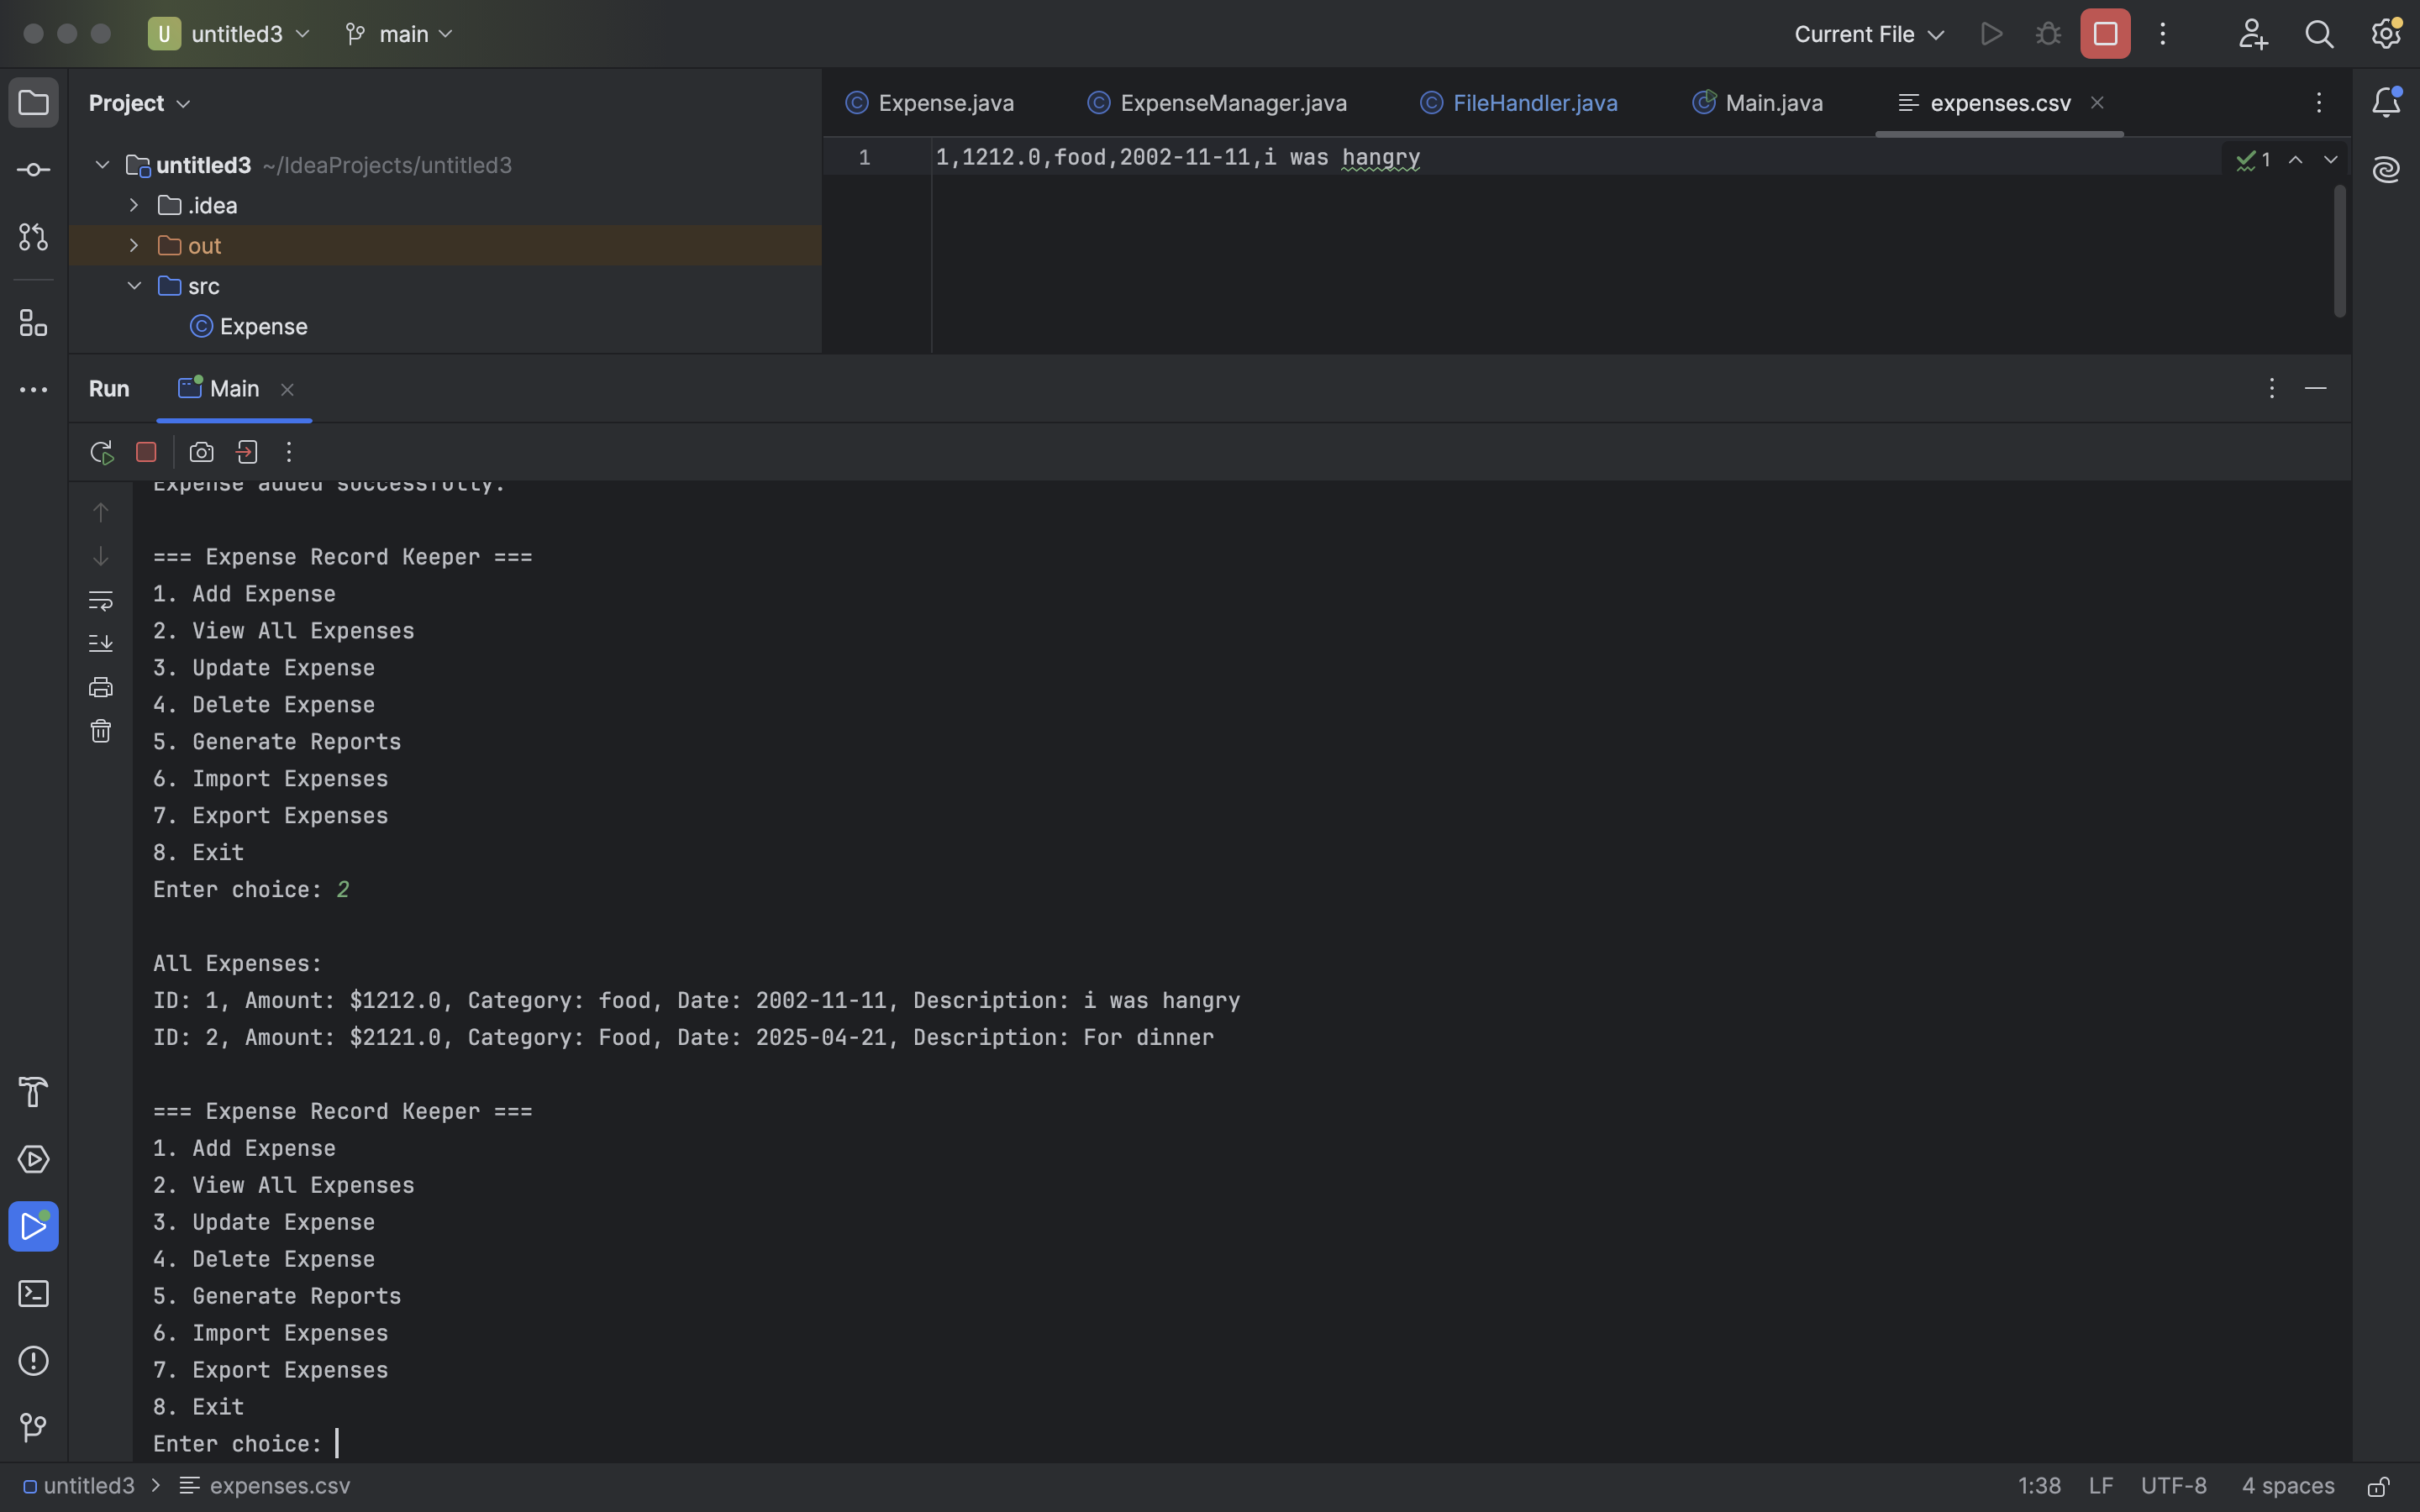 U untitled3 main Current File
Project
Expense.java ExpenseManager.java FileHandler.java Main.java expenses.csv
untitled3 ~/IdeaProjects/untitled3
1 1,1212.0,food,2002-11-11,i was hangry 1
.idea
out
src
Expense
Run Main
Expense added successfully.
=== Expense Record Keeper ===
1. Add Expense
2. View All Expenses
3. Update Expense
4. Delete Expense
5. Generate Reports
6. Import Expenses
7. Export Expenses
8. Exit
Enter choice: 2
All Expenses:
ID: 1, Amount: $1212.0, Category: food, Date: 2002-11-11, Description: i was hangry
ID: 2, Amount: $2121.0, Category: Food, Date: 2025-04-21, Description: For dinner
=== Expense Record Keeper ===
1. Add Expense
2. View All Expenses
3. Update Expense
4. Delete Expense
5. Generate Reports
6. Import Expenses
7. Export Expenses
8. Exit
Enter choice:
untitled3 expenses.csv 1:38 LF UTF-8 4 spaces